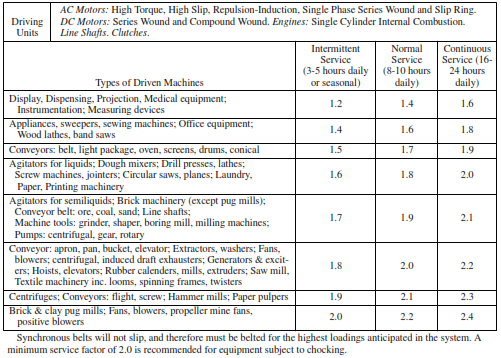 Driving
Units
AC Motors: High Torque, High Slip, Repulsion-Induction, Single Phase Series Wound and Slip Ring.
DC Motors: Series Wound and Compound Wound. Engines: Single Cylinder Internal Combustion.
Line Shafts. Clutches.
Types of Driven Machines
Intermittent
Service
(3-5 hours daily
or seasonal)
Normal
Service
(8-10 hours
daily)
Continuous
Service (16-
24 hours
daily)
Display, Dispensing, Projection, Medical equipment;
Instrumentation; Measuring devices
1.2 1.4 1.6
Appliances, sweepers, sewing machines; Office equipment;
Wood lathes, band saws
1.4 1.6 1.8
Conveyors: belt, light package, oven, screens, drums, conical 1.5 1.7 1.9
Agitators for liquids; Dough mixers; Drill presses, lathes;
Screw machines, jointers; Circular saws, planes; Laundry,
Paper, Printing machinery
1.6 1.8 2.0
Agitators for semiliquids; Brick machinery (except pug mills);
Conveyor belt: ore, coal, sand; Line shafts;
Machine tools: grinder, shaper, boring mill, milling machines;
Pumps: centrifugal, gear, rotary
1.7 1.9 2.1
Conveyor: apron, pan, bucket, elevator; Extractors, washers; Fans,
blowers; centrifugal, induced draft exhausters; Generators & excit-
ers; Hoists, elevators; Rubber calenders, mills, extruders; Saw mill,
Textile machinery inc. looms, spinning frames, twisters
1.8 2.0 2.2
Centrifuges; Conveyors: flight, screw; Hammer mills; Paper pulpers 1.9 2.1 2.3
Brick & clay pug mills; Fans, blowers, propeller mine fans,
positive blowers
2.0 2.2 2.4
Synchronous belts will not slip, and therefore must be belted for the highest loadings anticipated in the system. A
minimum service factor of 2.0 is recommended for equipment subject to chocking.